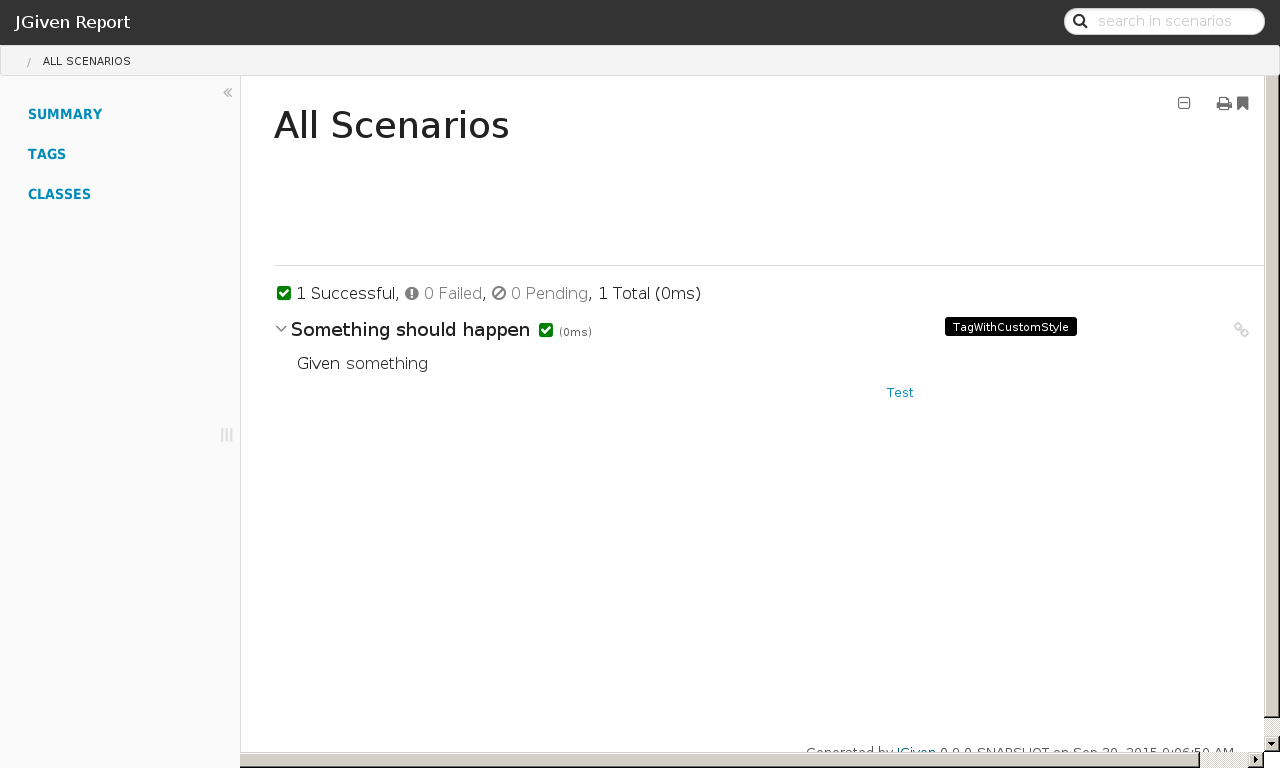 JGiven Report
search in scenarios
/ ALL SCENARIOS
«
SUMMARY
TAGS
CLASSES
All Scenarios
1 Successful, 0 Failed, 0 Pending, 1 Total (0ms)
Something should happen (0ms) TagWithCustomStyle
Given something
Test
Generated by JGiven 0.9.0-SNAPSHOT on Sep 20, 2015 9:06:50 AM